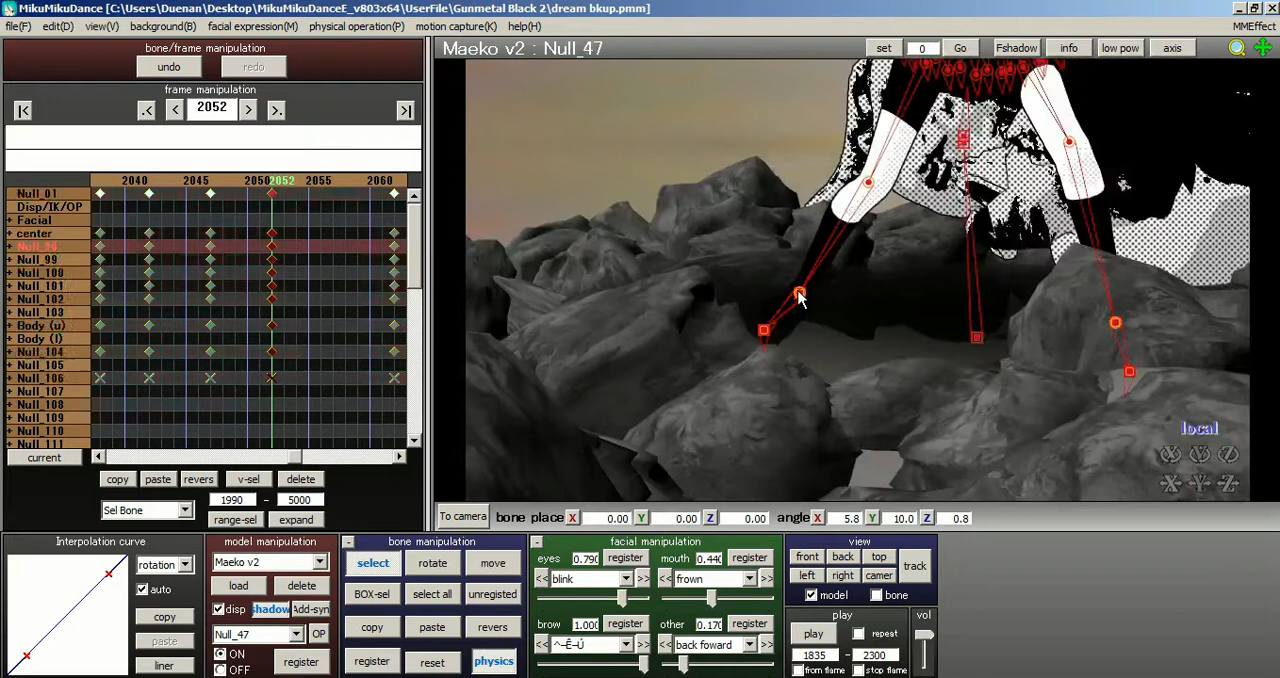 MikuMikuDance [C:\Users\Duenan\Desktop\MikuMikuDanceE_v803x64\UserFile\Gunmetal Black 2\dream bkup.pmm]
file(F) edit(D) view(V) background(B) facial expression(M) physical operation(P) motion capture(K) help(H) MMEffect
bone/frame manipulation
undo redo
frame manipulation
|< .< < 2052 > >. >|
2040 2045 2050 2052 2055 2060
Null_01
Disp/IK/OP
+ Facial
+ center
+ Null_98
+ Null_99
+ Null_100
+ Null_101
+ Null_102
+ Null_103
+ Body (u)
+ Body (l)
+ Null_104
+ Null_105
+ Null_106
+ Null_107
+ Null_108
+ Null_109
+ Null_110
+ Null_111
current
copy paste revers v-sel delete
Sel Bone 1990 - 5000
range-sel expand
Maeko v2 : Null_47 set 0 Go Fshadow info low pow axis
local
X Y Z
X Y Z
To camera bone place X 0.00 Y 0.00 Z 0.00 angle X 5.8 Y 10.0 Z 0.8
Interpolation curve
rotation
auto
copy
paste
liner
model manipulation
Maeko v2
load delete
disp shadow Add-syn
Null_47 OP
ON
OFF
register
- bone manipulation
select rotate move
BOX-sel select all unregisted
copy paste revers
register reset physics
- facial manipulation
eyes 0.790 register mouth 0.440 register
<< blink >> << frown >>
brow 1.000 register other 0.170 register
<< ^-Ê-Ú >> << back foward >>
view
front back top track
left right camer
model bone
play vol
play repeat
1835 - 2300
from flame stop flame